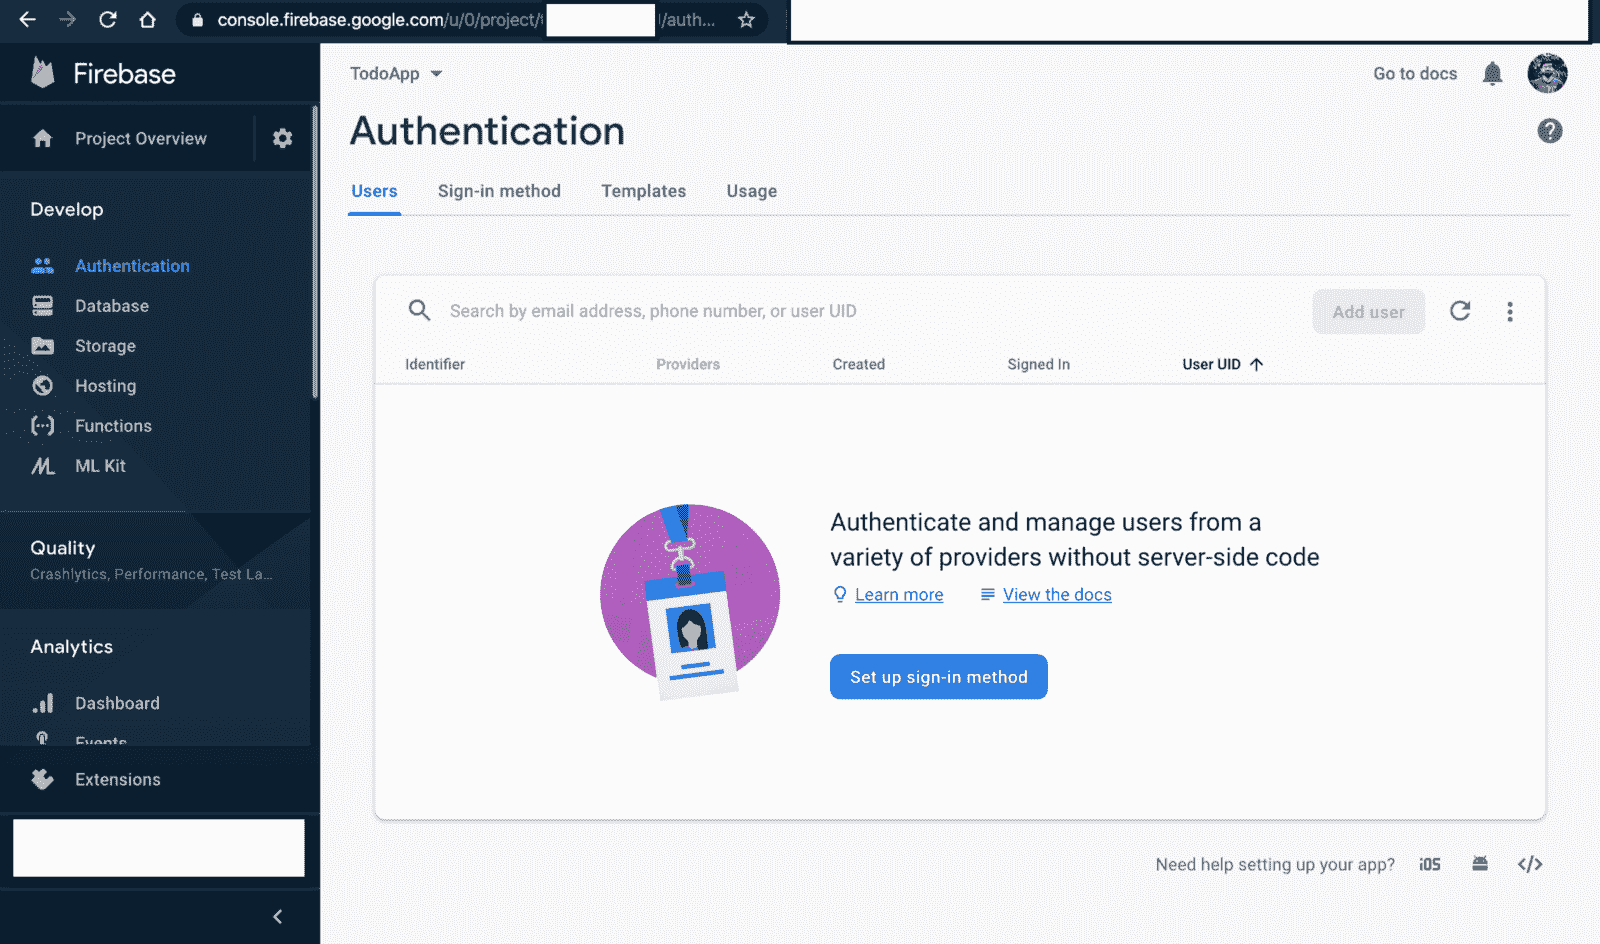 console.firebase.google.com/u/0/project/ /auth...
Firebase
TodoApp
Go to docs
Project Overview
Authentication
Users Sign-in method Templates Usage
Develop
Authentication
Database
Storage
Hosting
Functions
ML Kit
Search by email address, phone number, or user UID
Add user
Identifier Providers Created Signed In User UID
Authenticate and manage users from a
variety of providers without server-side code
Learn more View the docs
Set up sign-in method
Quality
Crashlytics, Performance, Test La...
Analytics
Dashboard
Events
Extensions
Need help setting up your app? iOS